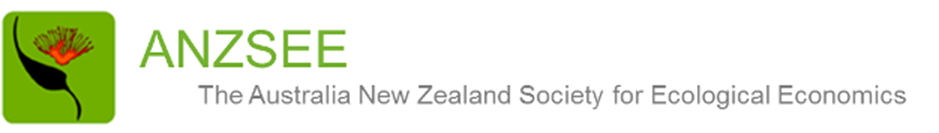 ANZSEE
The Australia New Zealand Society for Ecological Economics